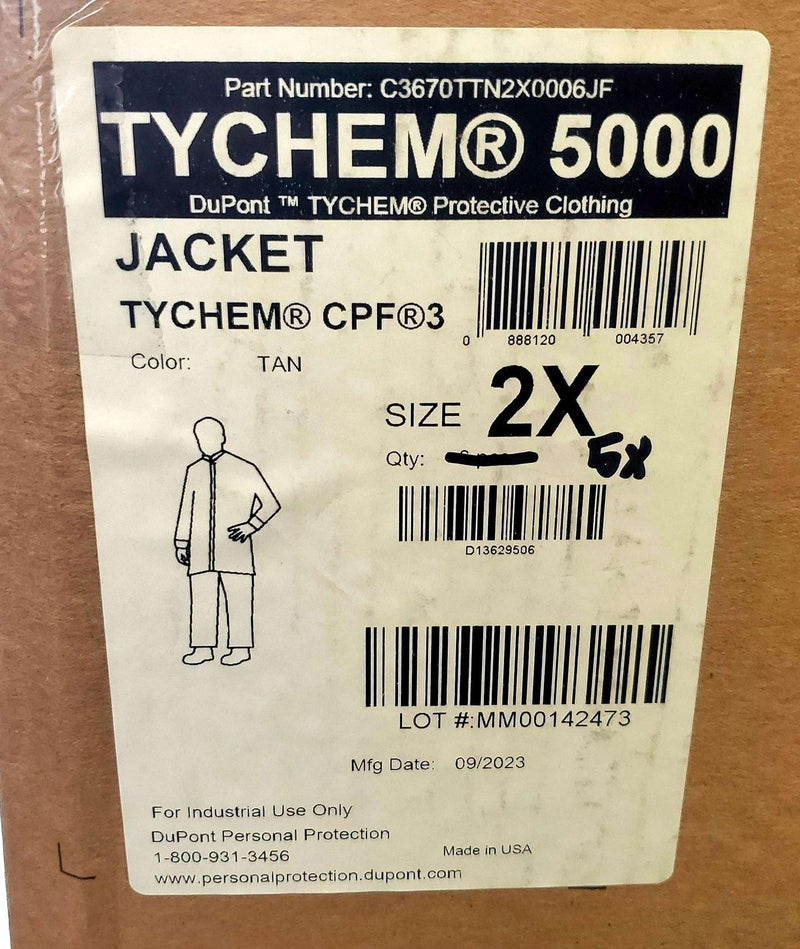 Part Number: C3670TTN2X0006JF
TYCHEM® 5000
DuPont ™ TYCHEM® Protective Clothing
JACKET
TYCHEM® CPF®3
0 888120 004357
Color: TAN
SIZE 2X
Qty: 5X
D13629506
LOT #:MM00142473
Mfg Date: 09/2023
For Industrial Use Only
DuPont Personal Protection
1-800-931-3456
Made in USA
www.personalprotection.dupont.com